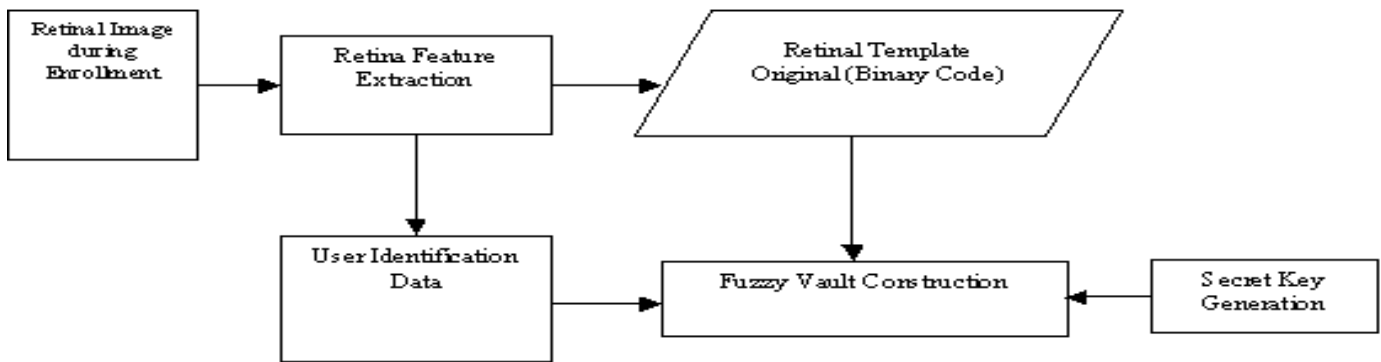 Retinal Image
during
Enrollment
Retina Feature
Extraction
Retinal Template
Original (Binary Code)
User Identification
Data
Fuzzy Vault Construction
Secret Key
Generation